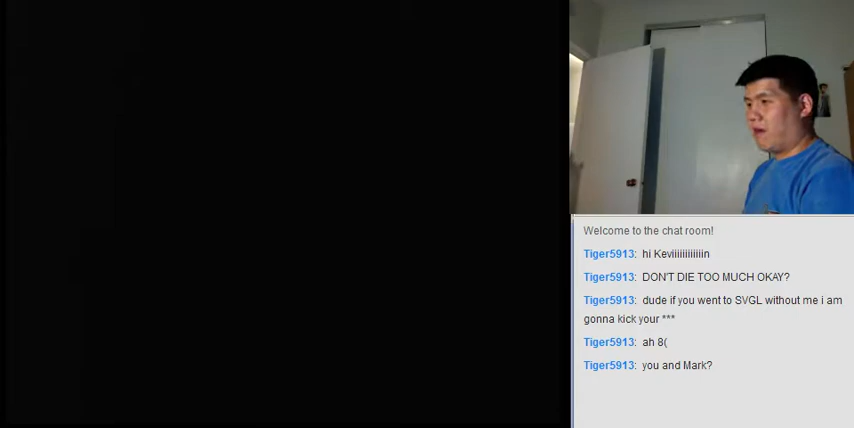 Welcome to the chat room!
Tiger5913: hi Keviiiiiiiiiiiin
Tiger5913: DON'T DIE TOO MUCH OKAY?
Tiger5913: dude if you went to SVGL without me i am
gonna kick your ***
Tiger5913: ah 8(
Tiger5913: you and Mark?